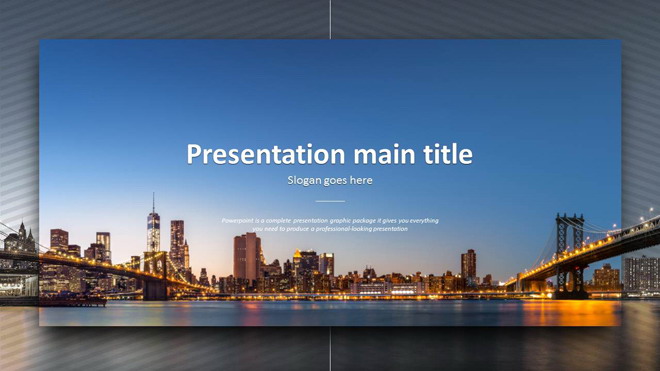 Presentation main title
Slogan goes here
Powerpoint is a complete presentation graphic package it gives you everything
you need to produce a professional-looking presentation